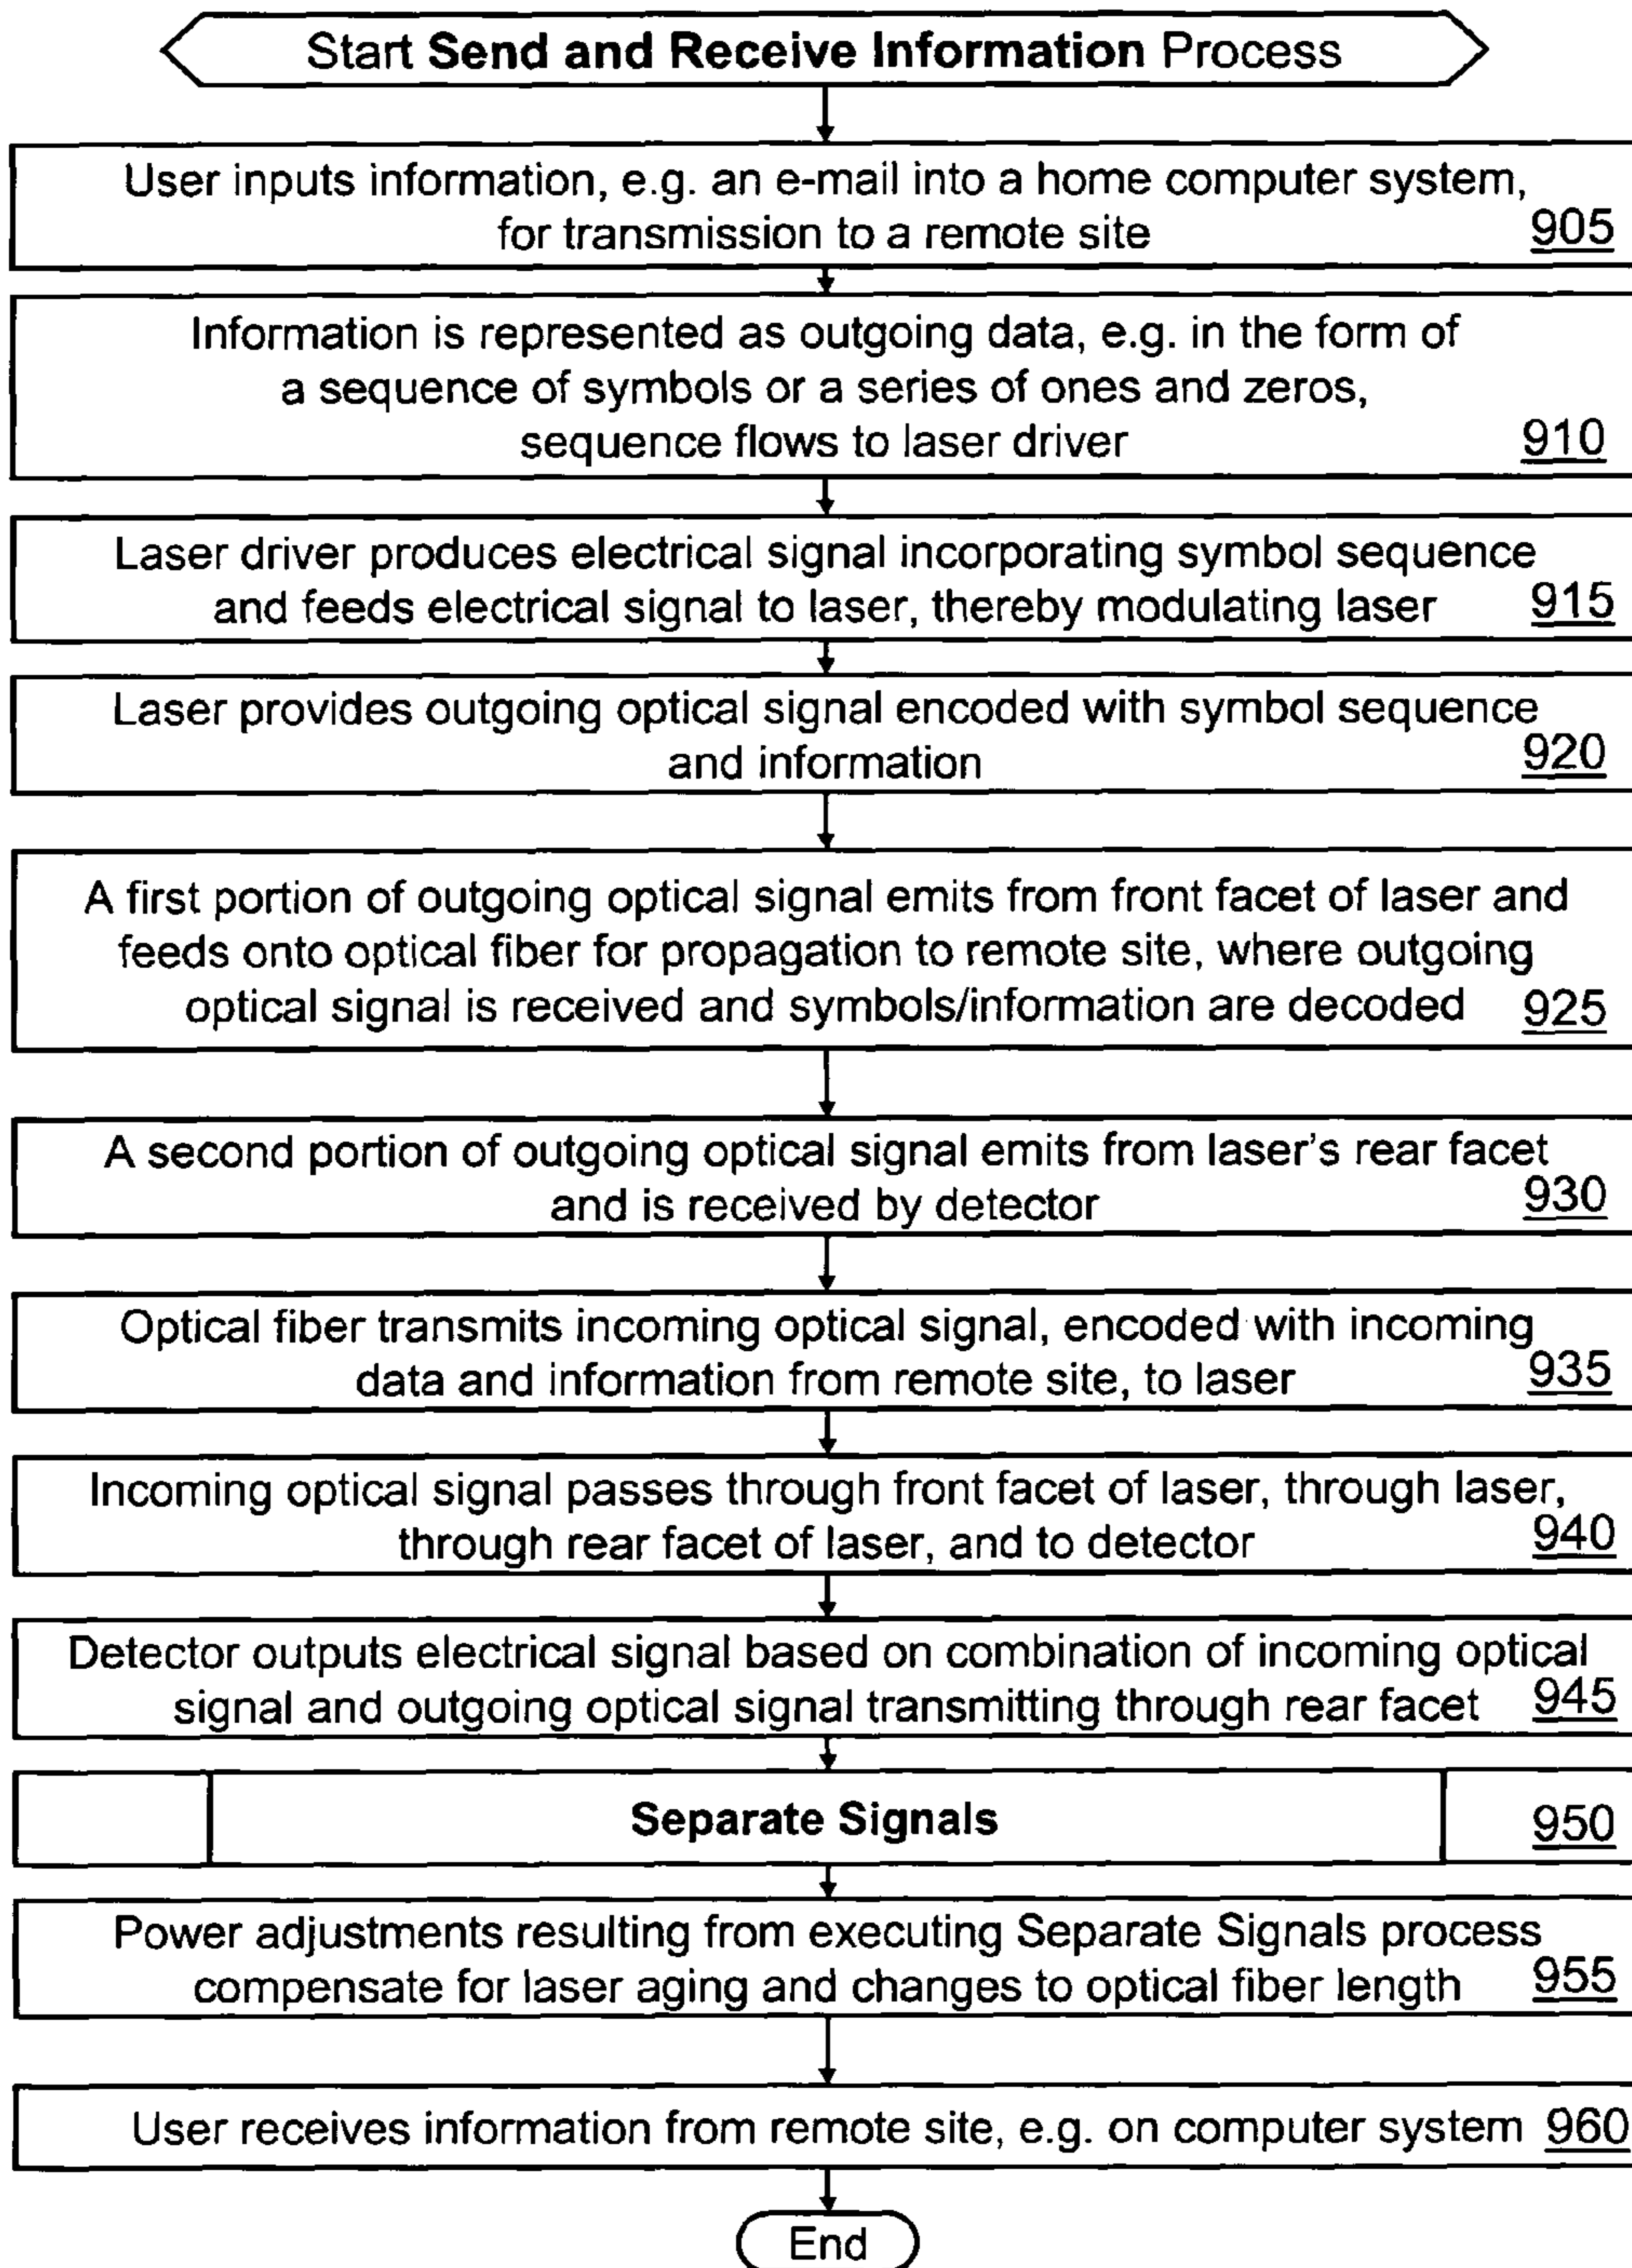 Start Send and Receive Information Process
User inputs information, e.g. an e-mail into a home computer system,
for transmission to a remote site 905
Information is represented as outgoing data, e.g. in the form of
a sequence of symbols or a series of ones and zeros,
sequence flows to laser driver 910
Laser driver produces electrical signal incorporating symbol sequence
and feeds electrical signal to laser, thereby modulating laser 915
Laser provides outgoing optical signal encoded with symbol sequence
and information 920
A first portion of outgoing optical signal emits from front facet of laser and
feeds onto optical fiber for propagation to remote site, where outgoing
optical signal is received and symbols/information are decoded 925
A second portion of outgoing optical signal emits from laser's rear facet
and is received by detector 930
Optical fiber transmits incoming optical signal, encoded with incoming
data and information from remote site, to laser 935
Incoming optical signal passes through front facet of laser, through laser,
through rear facet of laser, and to detector 940
Detector outputs electrical signal based on combination of incoming optical
signal and outgoing optical signal transmitting through rear facet 945
Separate Signals 950
Power adjustments resulting from executing Separate Signals process
compensate for laser aging and changes to optical fiber length 955
User receives information from remote site, e.g. on computer system 960
End